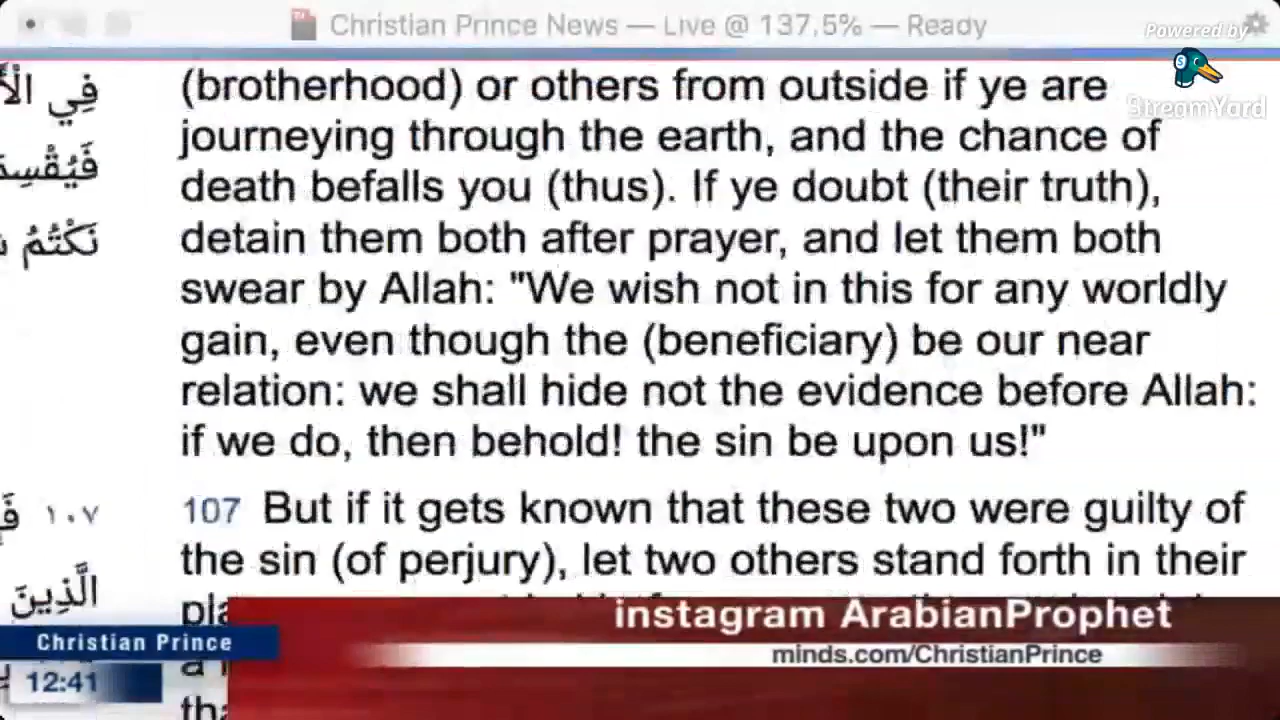 Christian Prince News — Live @ 137.5% — Ready
Powered by
StreamYard
(brotherhood) or others from outside if ye are
journeying through the earth, and the chance of
death befalls you (thus). If ye doubt (their truth),
detain them both after prayer, and let them both
swear by Allah: "We wish not in this for any worldly
gain, even though the (beneficiary) be our near
relation: we shall hide not the evidence before Allah:
if we do, then behold! the sin be upon us!"
107 But if it gets known that these two were guilty of
the sin (of perjury), let two others stand forth in their
فِي
نَكْتُمُ
١٠٧
الَّذِينَ
instagram ArabianProphet
minds.com/ChristianPrince
Christian Prince
12:41